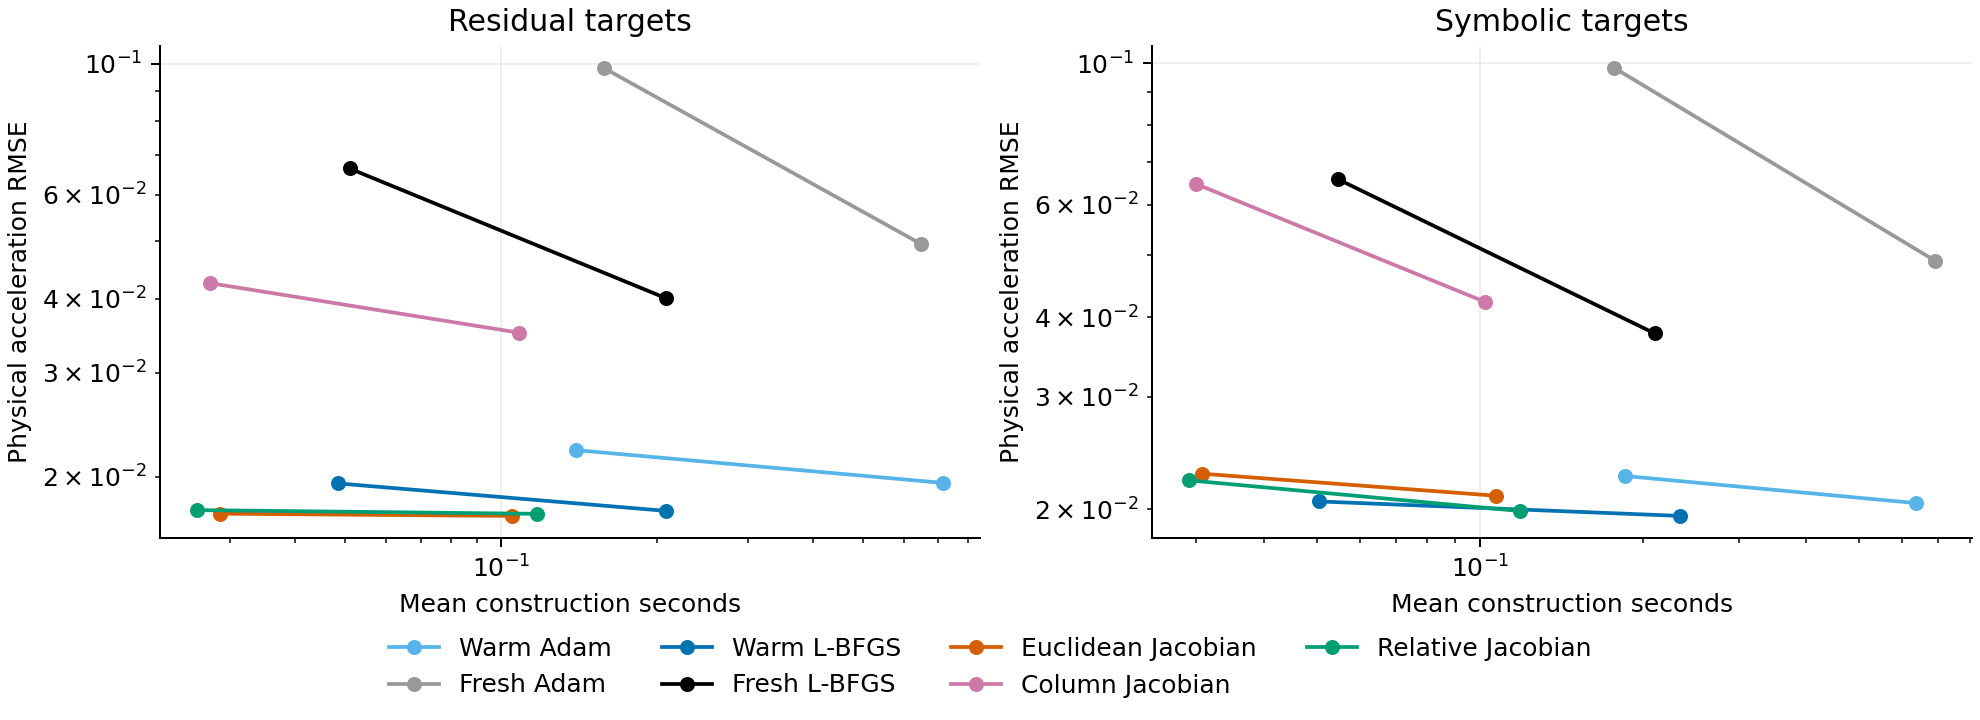 Residual targets
Symbolic targets
Physical acceleration RMSE
10⁻¹
6 × 10⁻²
4 × 10⁻²
3 × 10⁻²
2 × 10⁻²
10⁻¹
Mean construction seconds
Physical acceleration RMSE
10⁻¹
6 × 10⁻²
4 × 10⁻²
3 × 10⁻²
2 × 10⁻²
10⁻¹
Mean construction seconds
Warm Adam
Warm L-BFGS
Euclidean Jacobian
Relative Jacobian
Fresh Adam
Fresh L-BFGS
Column Jacobian